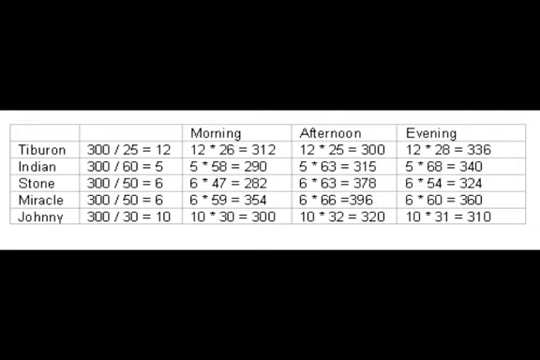 Morning Afternoon Evening
Tiburon 300 / 25 = 12 12 * 26 = 312 12 * 25 = 300 12 * 28 = 336
Indian 300 / 60 = 5 5 * 58 = 290 5 * 63 = 315 5 * 68 = 340
Stone 300 / 50 = 6 6 * 47 = 282 6 * 63 = 378 6 * 54 = 324
Miracle 300 / 50 = 6 6 * 59 = 354 6 * 66 =396 6 * 60 = 360
Johnny 300 / 30 = 10 10 * 30 = 300 10 * 32 = 320 10 * 31 = 310